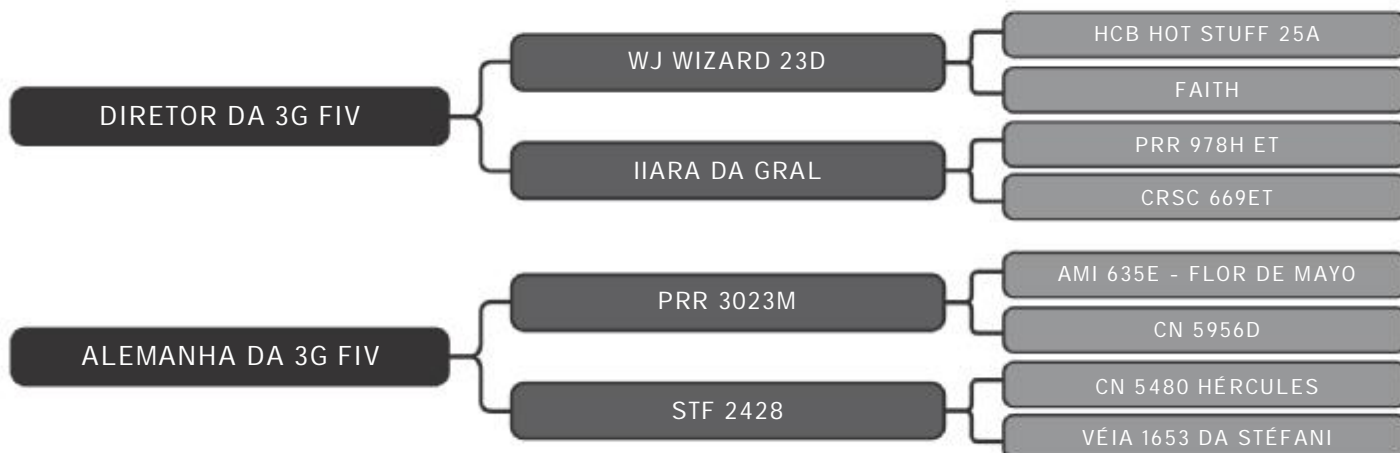 DIRETOR DA 3G FIV
WJ WIZARD 23D
HCB HOT STUFF 25A
FAITH
IIARA DA GRAL
PRR 978H ET
CRSC 669ET
ALEMANHA DA 3G FIV
PRR 3023M
AMI 635E - FLOR DE MAYO
CN 5956D
STF 2428
CN 5480 HÉRCULES
VÉIA 1653 DA STÉFANI